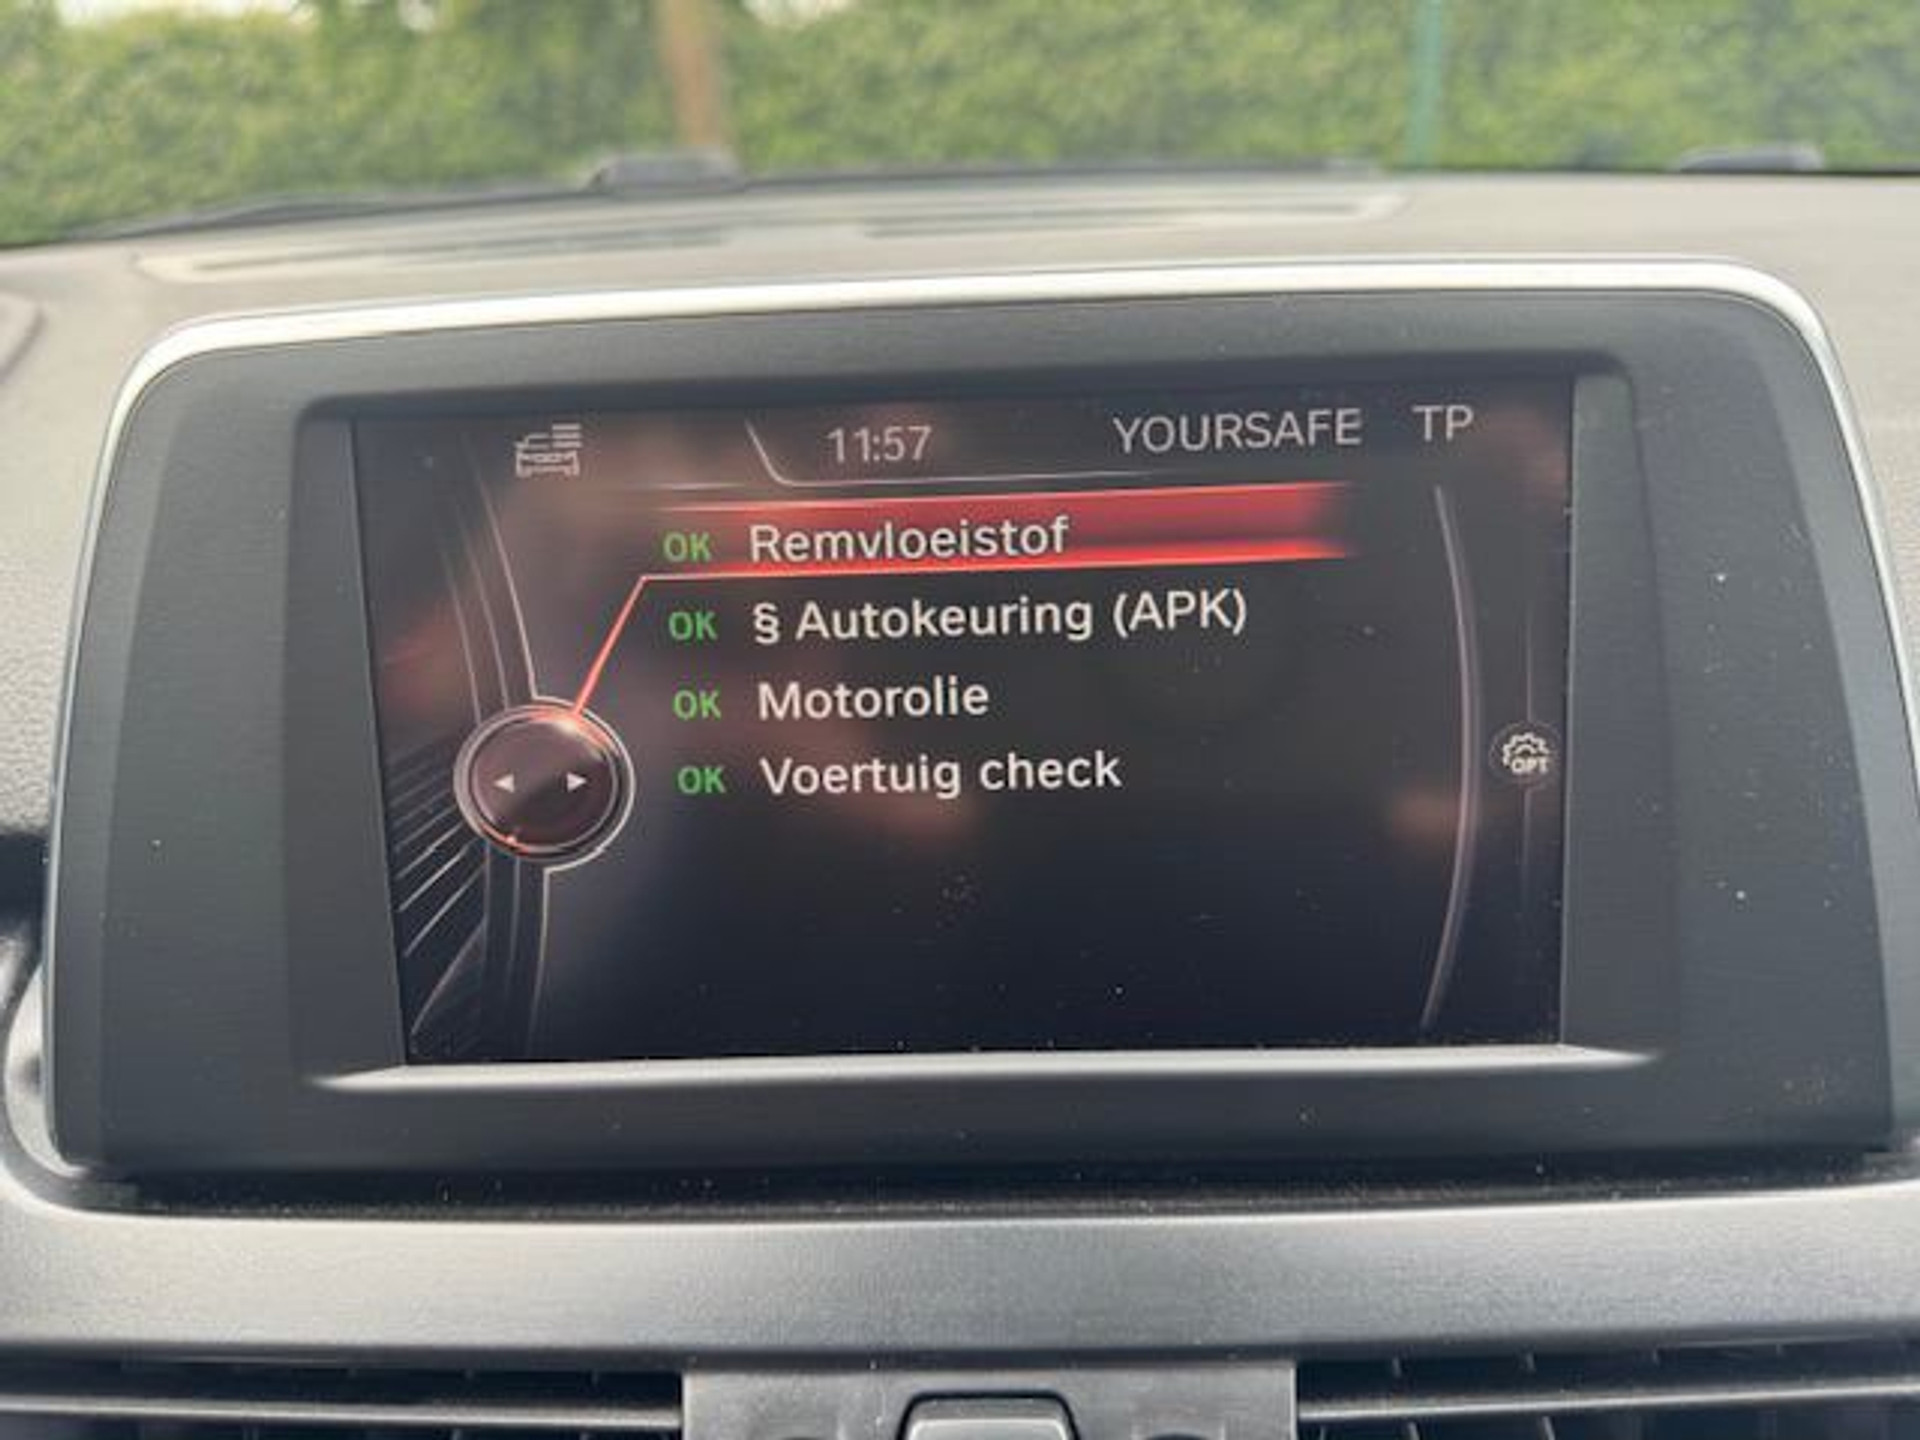 11:57 YOURSAFE TP
OK Remvloeistof
OK § Autokeuring (APK)
OK Motorolie
OK Voertuig check
OPT